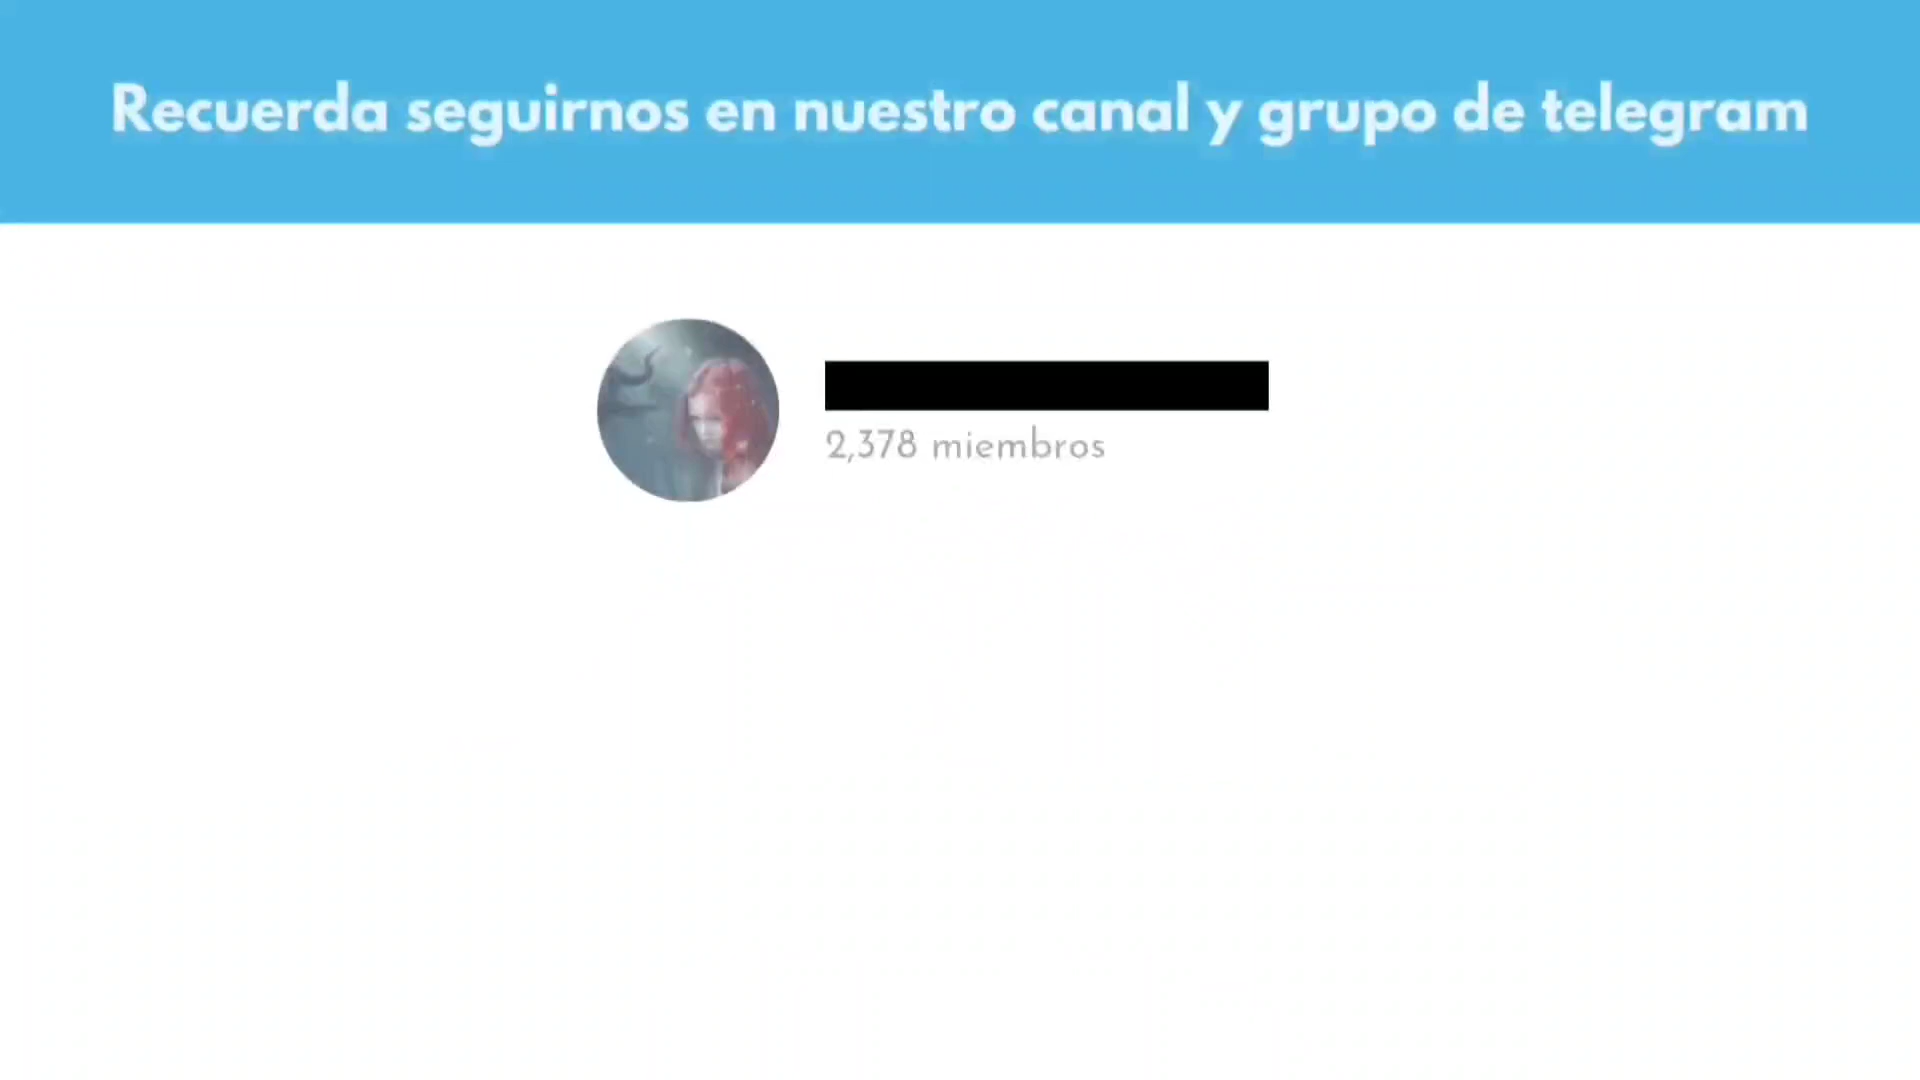 Recuerda seguirnos en nuestro canal y grupo de telegram
2,378 miembros